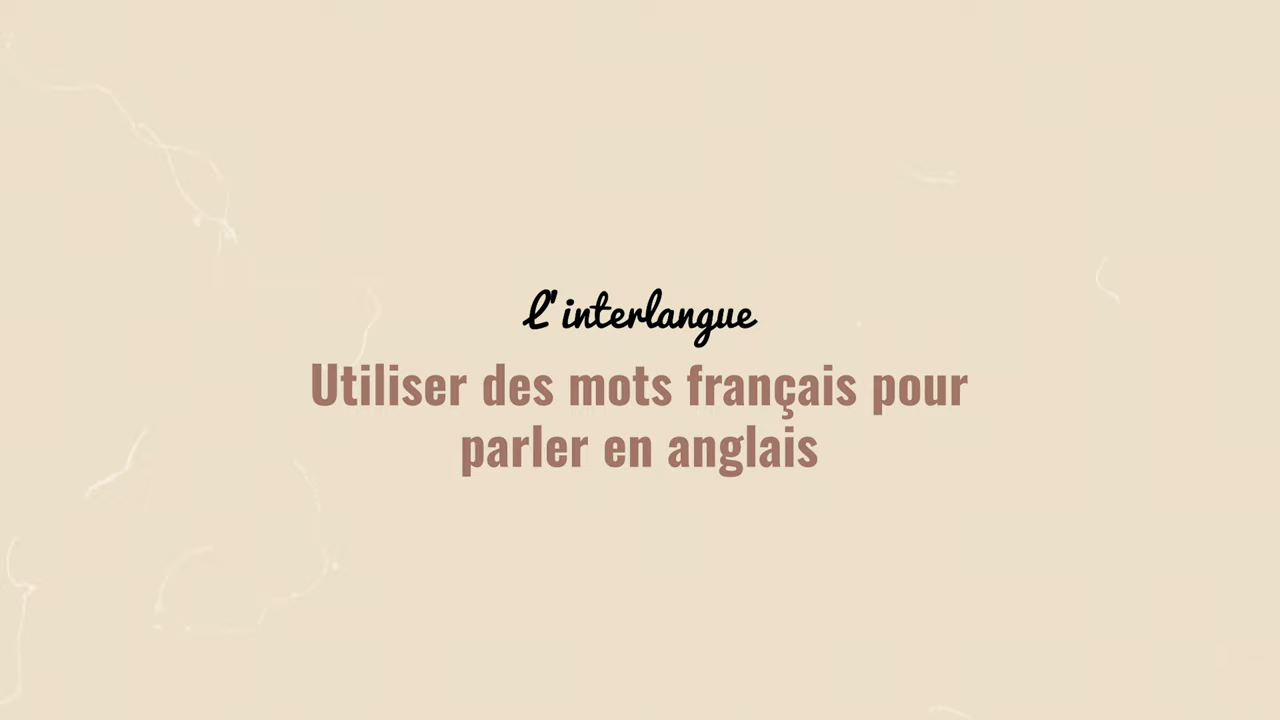 L'interlangue
Utiliser des mots français pour
parler en anglais